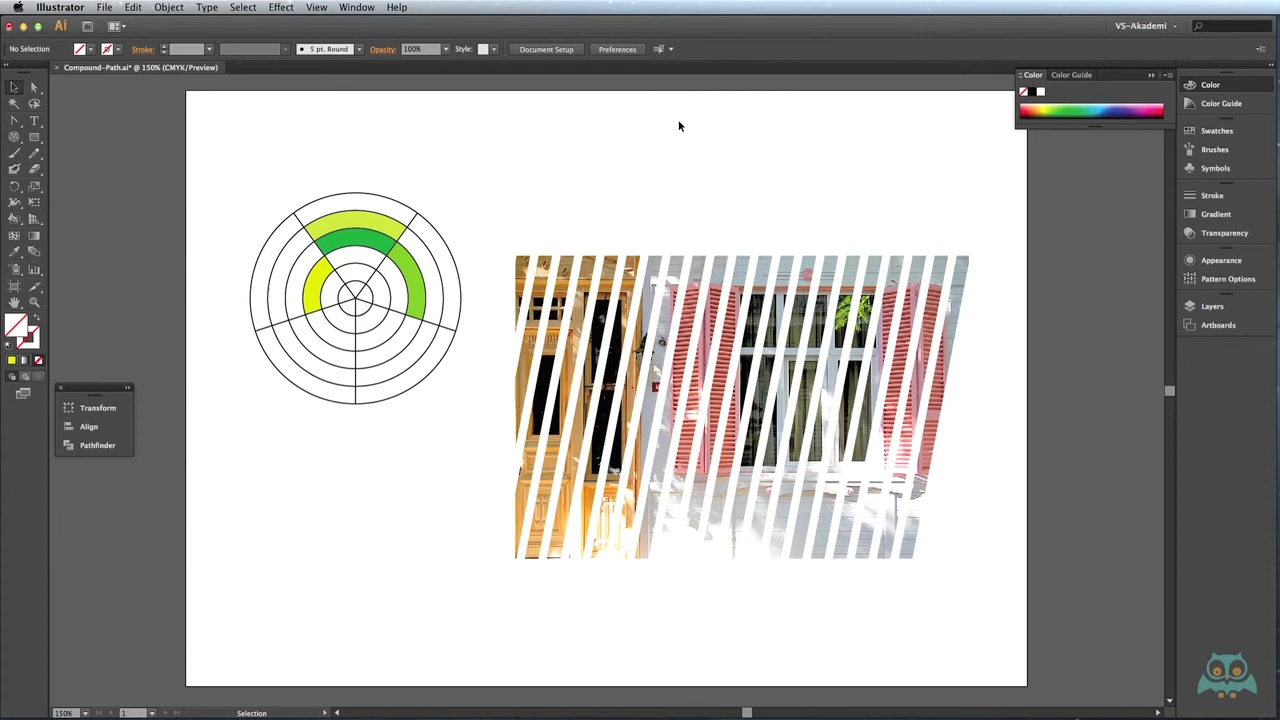 Illustrator File Edit Object Type Select Effect View Window Help
Ai VS-Akademi
No Selection Stroke: 5 pt. Round Opacity: 100% Style: Document Setup Preferences
× Compound-Path.ai* @ 150% (CMYK/Preview)
Color Color Guide
Color
Color Guide
Swatches
Brushes
Symbols
Stroke
Gradient
Transparency
Appearance
Pattern Options
Layers
Artboards
Transform
Align
Pathfinder
150% 1 Selection